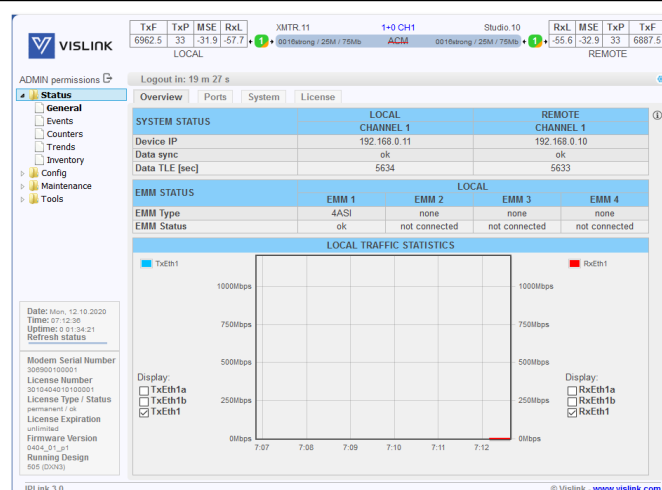 VISLINK
TxF TxP MSE RxL XMTR.11 1+0 CH1 Studio.10 RxL MSE TxP TxF
6962.5 33 -31.9 -57.7 1 0016strong / 25M / 75Mb ACM 0016strong / 25M / 75Mb 1 -55.6 -32.9 33 6887.5
LOCAL REMOTE
ADMIN permissions
Logout in: 19 m 27 s
Status
General
Events
Counters
Trends
Inventory
Config
Maintenance
Tools
Overview Ports System License
SYSTEM STATUS
LOCAL
CHANNEL 1
REMOTE
CHANNEL 1
Device IP 192.168.0.11 192.168.0.10
Data sync ok ok
Data TLE [sec] 5634 5633
EMM STATUS
LOCAL
EMM 1 EMM 2 EMM 3 EMM 4
EMM Type 4ASI none none none
EMM Status ok not connected not connected not connected
LOCAL TRAFFIC STATISTICS
TxEth1 RxEth1
1000Mbps 1000Mbps
750Mbps 750Mbps
500Mbps 500Mbps
250Mbps 250Mbps
0Mbps 0Mbps
7:07 7:08 7:09 7:10 7:11 7:12
Display:
TxEth1a
TxEth1b
TxEth1
Display:
RxEth1a
RxEth1b
RxEth1
Date: Mon, 12.10.2020
Time: 07:12:36
Uptime: 0 01:34:21
Refresh status
Modem Serial Number
306900100001
License Number
3010404010100001
License Type / Status
permanent / ok
License Expiration
unlimited
Firmware Version
0404_01_p1
Running Design
505 (DXN3)
IPLink 3.0
© Vislink - www.vislink.com